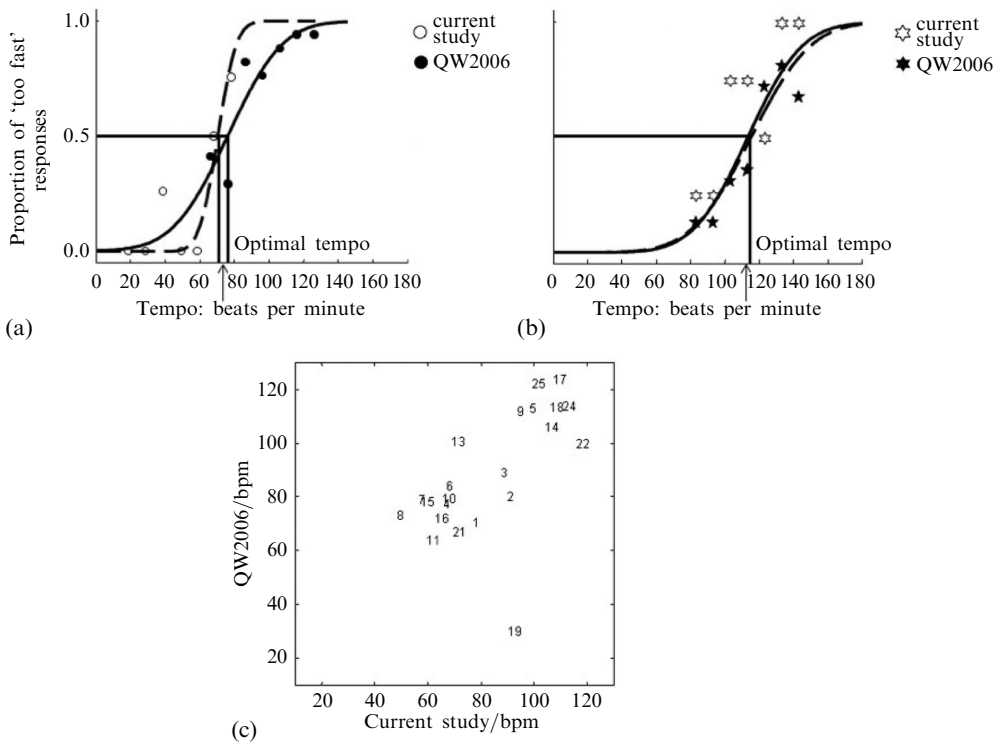 1.0
0.5
0.0
Proportion of ‘too fast’
responses
current
study
QW2006
Optimal tempo
0 20 40 60 80 100 120 140 160 180
Tempo: beats per minute
(a)
current
study
QW2006
Optimal tempo
0 20 40 60 80 100 120 140 160 180
Tempo: beats per minute
(b)
120
100
80
60
40
20
QW2006/bpm
25 17
9 5 18 24
14
13 22
3
6
7 15 10 2
4
8 16 1
21
11
19
20 40 60 80 100 120
Current study/bpm
(c)